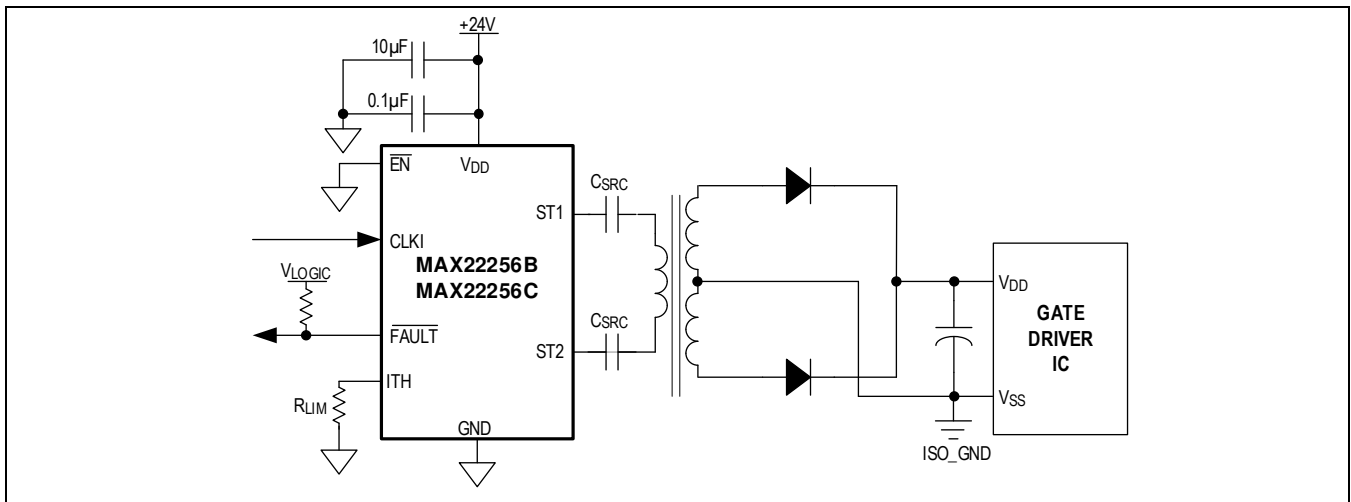 +24V
10µF
0.1µF
EN
VDD
CSRC
ST1
CLKI
MAX22256B
MAX22256C
VLOGIC
VDD
GATE
DRIVER
IC
CSRC
FAULT
ST2
ITH
VSS
RLIM
GND
ISO_GND